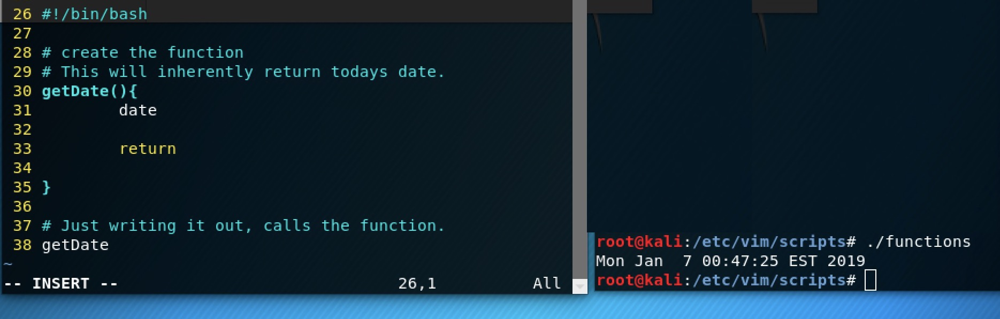 26 #!/bin/bash
27
28 # create the function
29 # This will inherently return todays date.
30 getDate(){
31         date
32
33         return
34
35 }
36
37 # Just writing it out, calls the function.
38 getDate
~
-- INSERT --                              26,1          All
root@kali:/etc/vim/scripts# ./functions
Mon Jan  7 00:47:25 EST 2019
root@kali:/etc/vim/scripts#